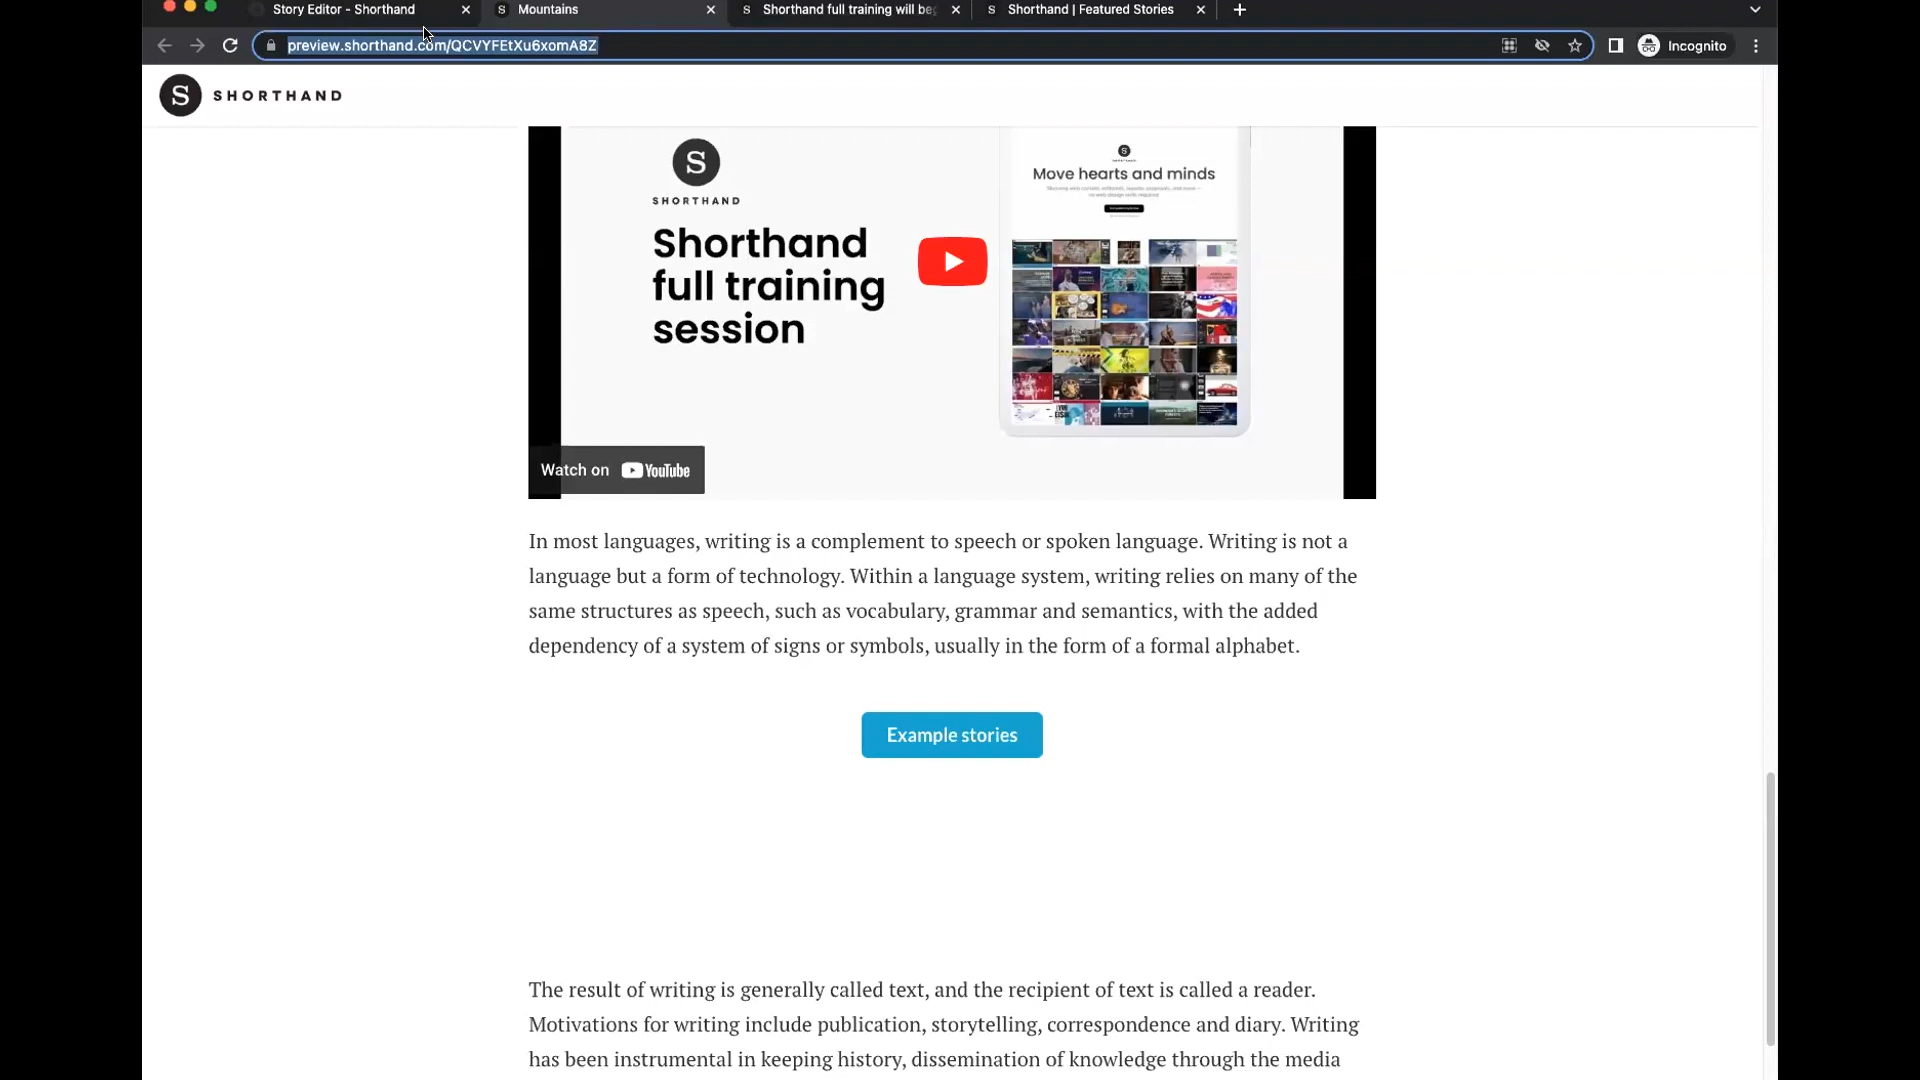 Story Editor - Shorthand
Mountains
Shorthand full training will be
Shorthand | Featured Stories
preview.shorthand.com/QCVYFEtXu6xomA8Z
Incognito
S SHORTHAND
S
SHORTHAND
Shorthand
full training
session
S
Move hearts and minds
Watch on YouTube
In most languages, writing is a complement to speech or spoken language. Writing is not a
language but a form of technology. Within a language system, writing relies on many of the
same structures as speech, such as vocabulary, grammar and semantics, with the added
dependency of a system of signs or symbols, usually in the form of a formal alphabet.
Example stories
The result of writing is generally called text, and the recipient of text is called a reader.
Motivations for writing include publication, storytelling, correspondence and diary. Writing
has been instrumental in keeping history, dissemination of knowledge through the media